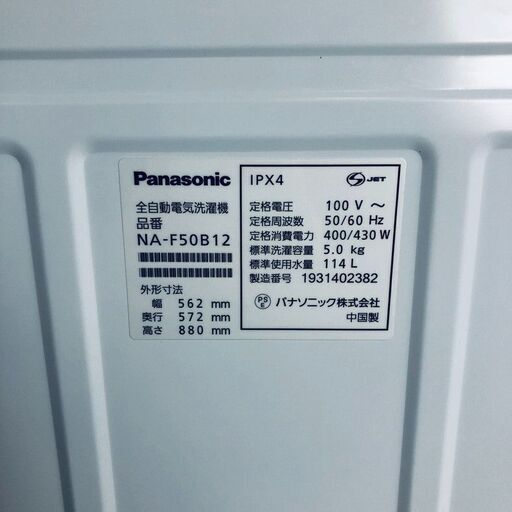 Panasonic
全自動電気洗濯機
品番
NA-F50B12
外形寸法
幅 562 mm
奥行 572 mm
高さ 880 mm
IPX4
S JET
定格電圧 100 V ～
定格周波数 50/60 Hz
定格消費電力 400/430 W
標準洗濯容量 5.0 kg
標準使用水量 114 L
製造番号 1931402382
PS E パナソニック株式会社
中国製